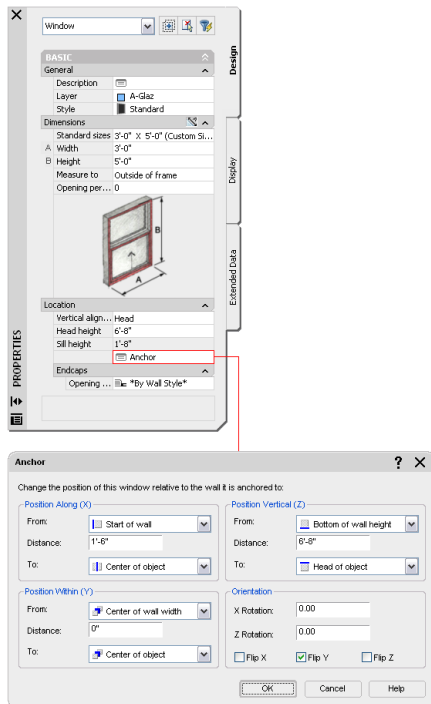 Window
Design
BASIC
General
Description
Layer A-Glaz
Style Standard
Dimensions
Standard sizes 3'-0" X 5'-0" (Custom Si...
A Width 3'-0"
B Height 5'-0"
Measure to Outside of frame
Opening per... 0
Display
B
A
Extended Data
Location
Vertical align... Head
Head height 6'-8"
Sill height 1'-8"
Anchor
Endcaps
Opening ... *By Wall Style*
PROPERTIES
Anchor
Change the position of this window relative to the wall it is anchored to:
Position Along (X)
From: Start of wall
Distance: 1'-6"
To: Center of object
Position Vertical (Z)
From: Bottom of wall height
Distance: 6'-8"
To: Head of object
Position Within (Y)
From: Center of wall width
Distance: 0"
To: Center of object
Orientation
X Rotation: 0.00
Z Rotation: 0.00
Flip X Flip Y Flip Z
OK Cancel Help